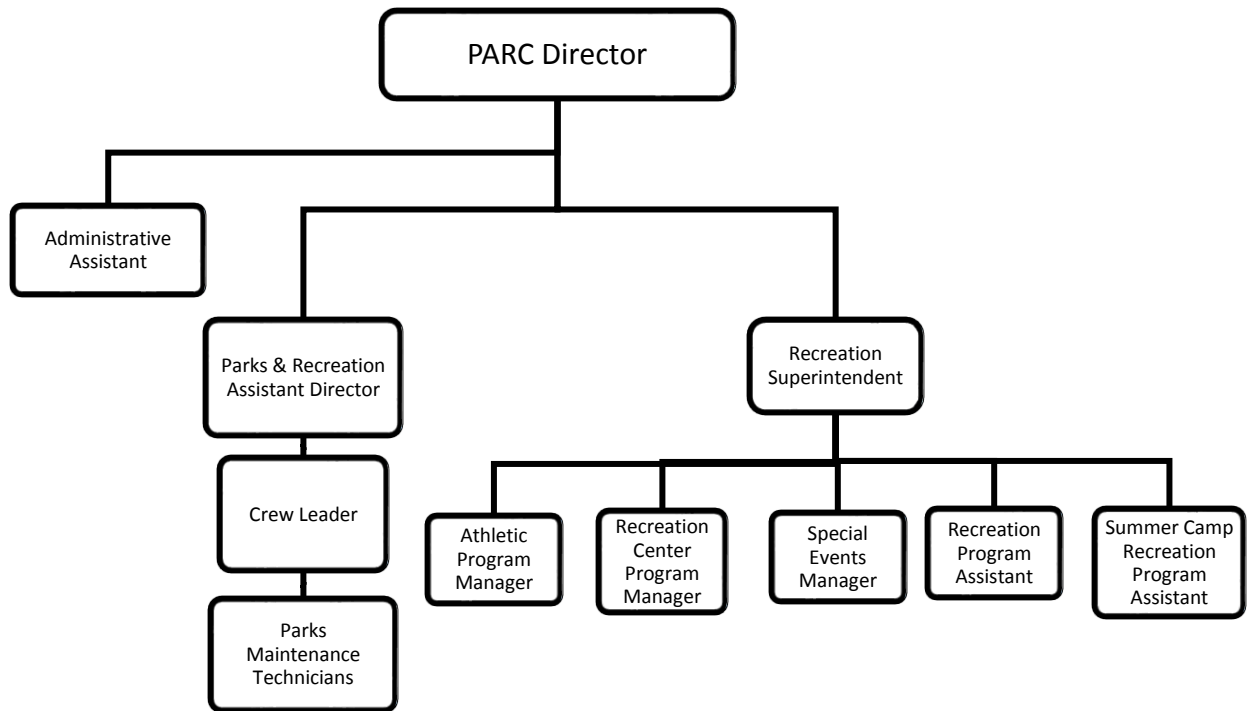 PARC Director
Administrative
Assistant
Parks & Recreation
Assistant Director
Recreation
Superintendent
Crew Leader
Parks
Maintenance
Technicians
Athletic
Program
Manager
Recreation
Center
Program
Manager
Special
Events
Manager
Recreation
Program
Assistant
Summer Camp
Recreation
Program
Assistant